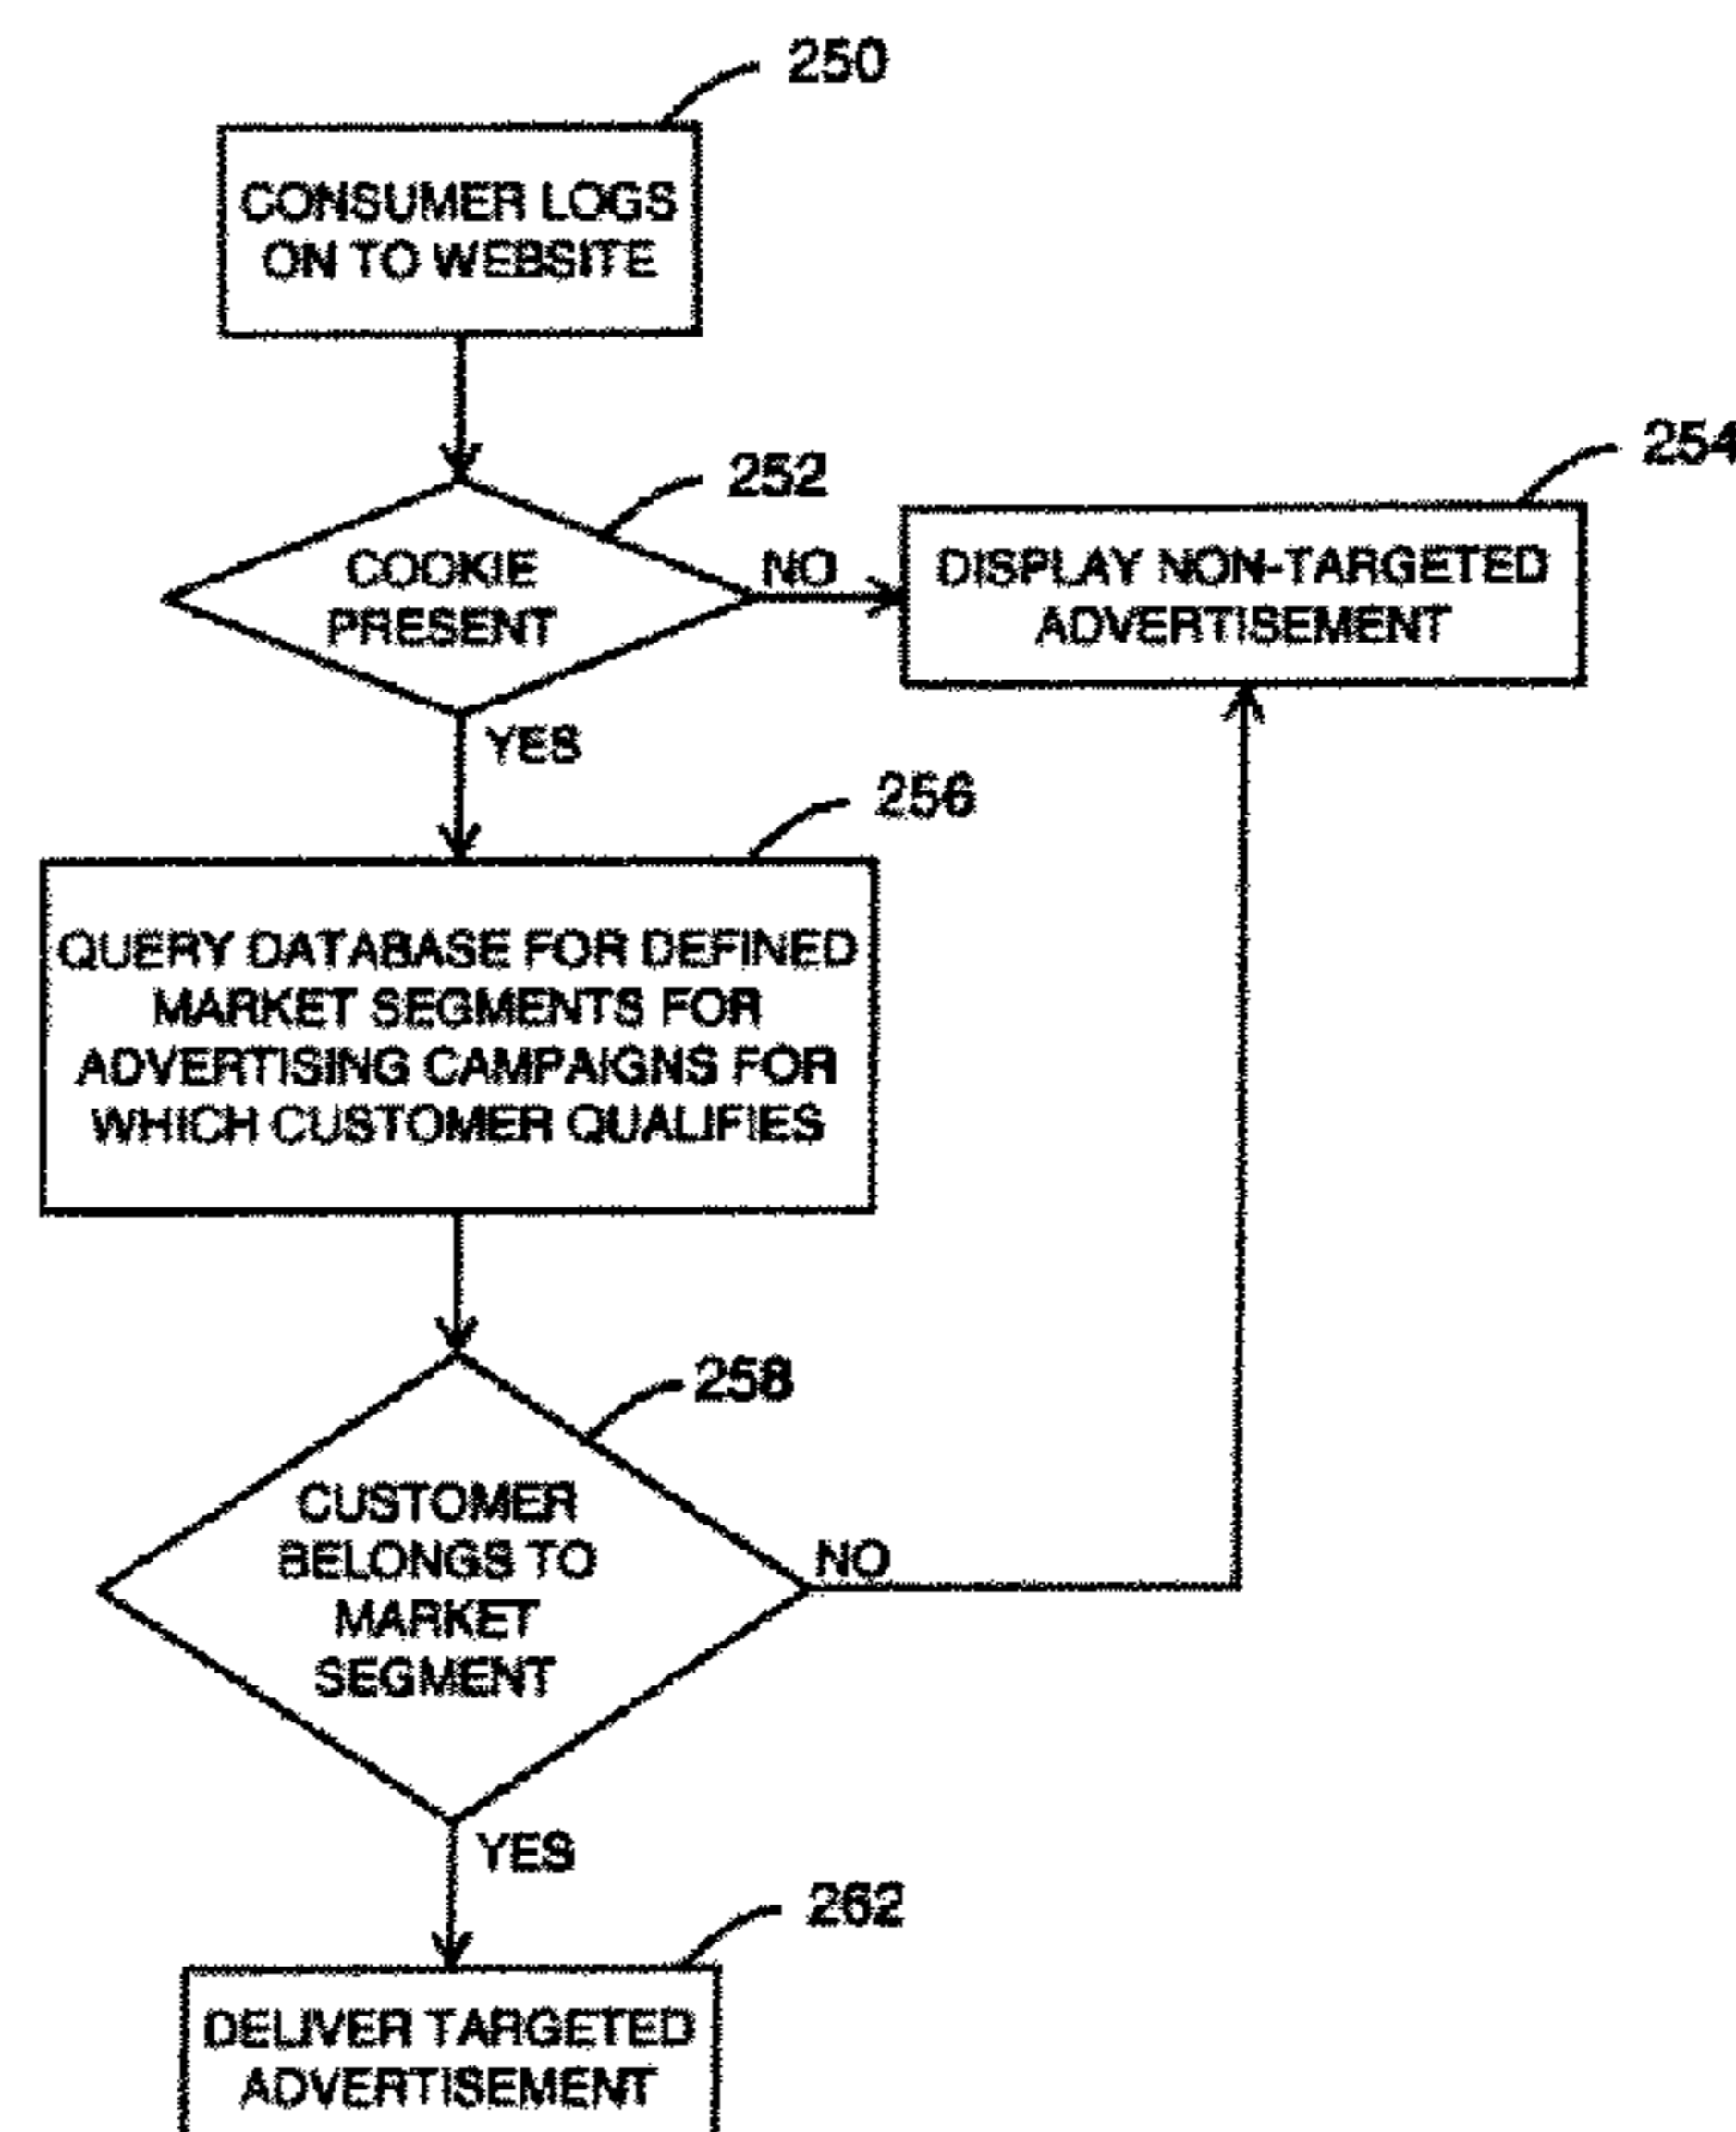 250
CONSUMER LOGS
ON TO WEBSITE
252
COOKIE
PRESENT
NO
254
DISPLAY NON-TARGETED
ADVERTISEMENT
YES
256
QUERY DATABASE FOR DEFINED
MARKET SEGMENTS FOR
ADVERTISING CAMPAIGNS FOR
WHICH CUSTOMER QUALIFIES
258
CUSTOMER
BELONGS TO
MARKET
SEGMENT
NO
YES
262
DELIVER TARGETED
ADVERTISEMENT